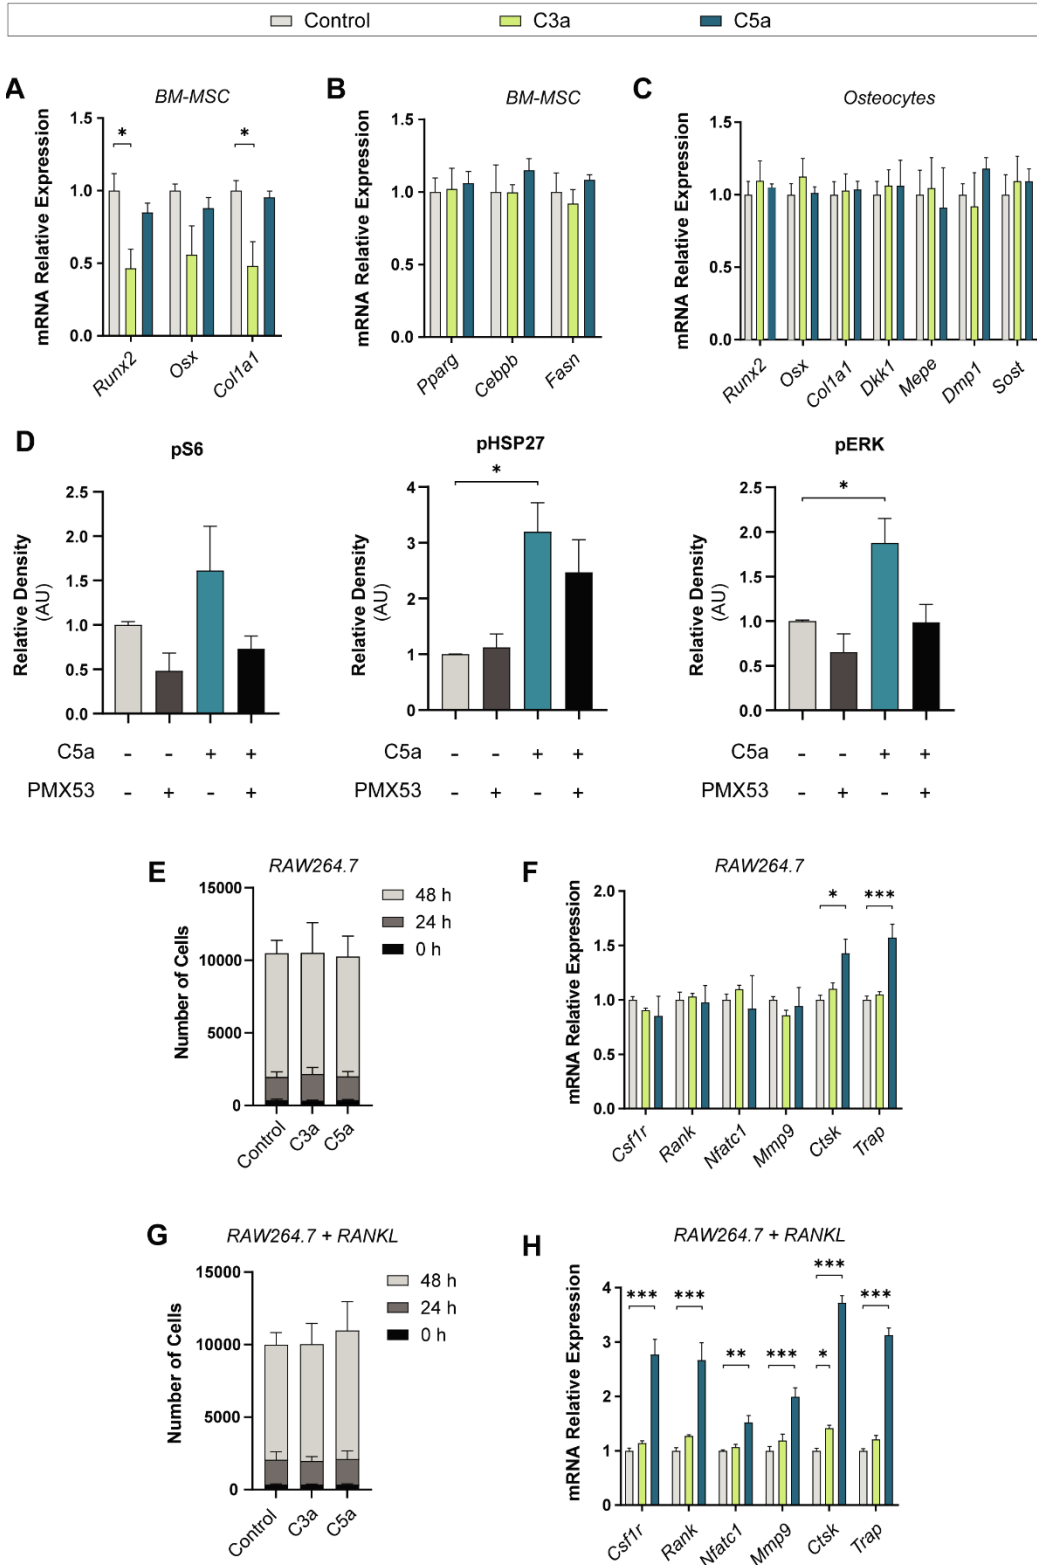 Control C3a C5a
A BM-MSC
mRNA Relative Expression
1.5
1.0
0.5
0.0
* *
Runx2 Osx Col1a1
B BM-MSC
mRNA Relative Expression
1.5
1.0
0.5
0.0
Pparg Cebpb Fasn
C Osteocytes
mRNA Relative Expression
1.5
1.0
0.5
0.0
Runx2 Osx Col1a1 Dkk1 Mepe Dmp1 Sost
D
pS6
Relative Density
(AU)
2.5
2.0
1.5
1.0
0.5
0.0
C5a - - + +
PMX53 - + - +
pHSP27
*
Relative Density
(AU)
4
3
2
1
0
C5a - - + +
PMX53 - + - +
pERK
*
Relative Density
(AU)
2.5
2.0
1.5
1.0
0.5
0.0
C5a - - + +
PMX53 - + - +
E RAW264.7
Number of Cells
15000
10000
5000
0
48 h
24 h
0 h
Control C3a C5a
F RAW264.7
mRNA Relative Expression
2.0
1.5
1.0
0.5
0.0
* ***
Csf1r Rank Nfatc1 Mmp9 Ctsk Trap
G RAW264.7 + RANKL
Number of Cells
15000
10000
5000
0
48 h
24 h
0 h
Control C3a C5a
H RAW264.7 + RANKL
mRNA Relative Expression
4
3
2
1
0
*** *** ** *** * *** ***
Csf1r Rank Nfatc1 Mmp9 Ctsk Trap